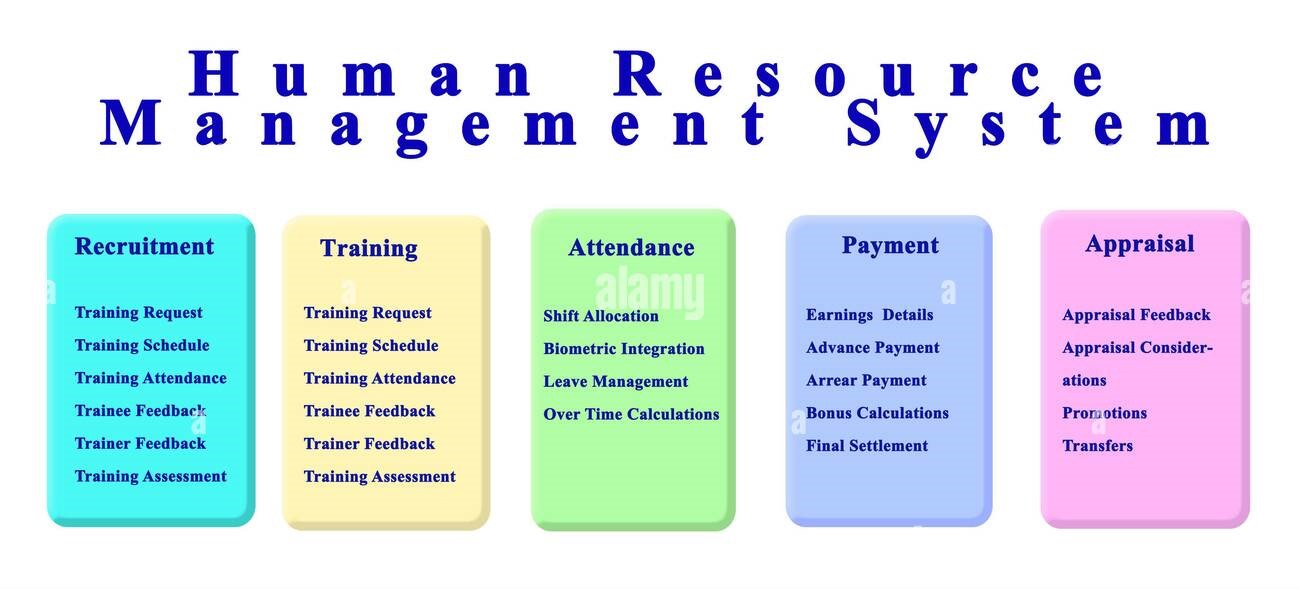 Human Resource
Management System
Recruitment
Training Request
Training Schedule
Training Attendance
Trainee Feedback
Trainer Feedback
Training Assessment
Training
Training Request
Training Schedule
Training Attendance
Trainee Feedback
Trainer Feedback
Training Assessment
Attendance
Shift Allocation
Biometric Integration
Leave Management
Over Time Calculations
Payment
Earnings  Details
Advance Payment
Arrear Payment
Bonus Calculations
Final Settlement
Appraisal
Appraisal Feedback
Appraisal Consider-
ations
Promotions
Transfers
alamy
a
a
a
a
a
a
a